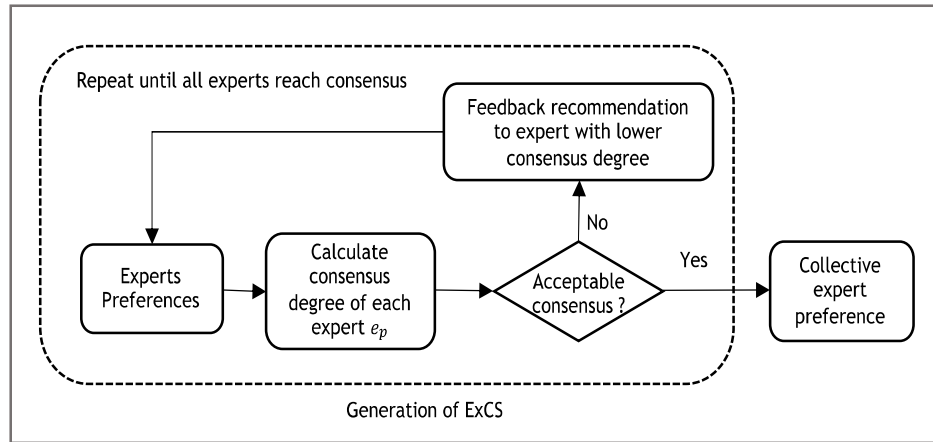 Repeat until all experts reach consensus
Feedback recommendation
to expert with lower
consensus degree
No
Yes
Experts
Preferences
Calculate
consensus
degree of each
expert e_p
Acceptable
consensus ?
Collective
expert
preference
Generation of ExCS